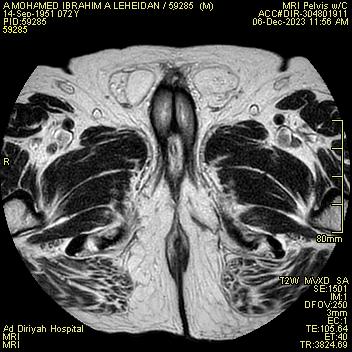 A MOHAMED IBRAHIM A LEHEIDAN / 59285 (M)
14-Sep-1951 072Y
PID:59285
59285
MRI Pelvis w/C
ACC#DIR-304801911
06-Dec-2023 11:56 AM
R
80mm
T2W_MVXD_SA
SE:1501
IM:1
DFOV:250
3mm
EC:1
TE:105.64
ET:40
TR:3824.69
Ad Diriyah Hospital
MRI
MRI